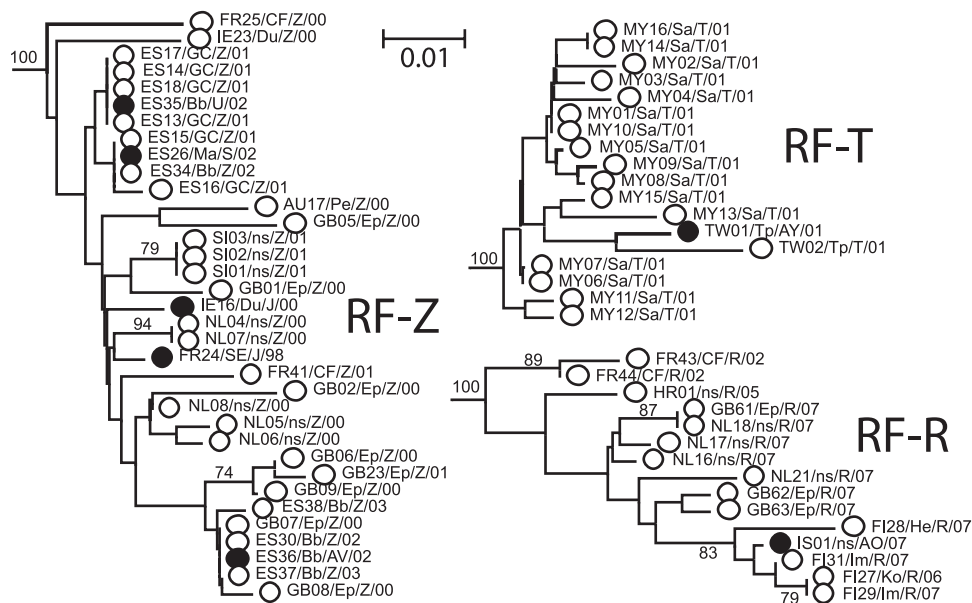 FR25/CF/Z/00
IE23/Du/Z/00
100
ES17/GC/Z/01
ES14/GC/Z/01
ES18/GC/Z/01
ES35/Bb/U/02
ES13/GC/Z/01
ES15/GC/Z/01
ES26/Ma/S/02
ES34/Bb/Z/02
ES16/GC/Z/01
AU17/Pe/Z/00
GB05/Ep/Z/00
SI03/ns/Z/01
79
SI02/ns/Z/01
SI01/ns/Z/01
GB01/Ep/Z/00
IE16/Du/J/00
RF-Z
NL04/ns/Z/00
94
NL07/ns/Z/00
FR24/SE/J/98
FR41/CF/Z/01
GB02/Ep/Z/00
NL08/ns/Z/00
NL05/ns/Z/00
NL06/ns/Z/00
GB06/Ep/Z/00
74
GB23/Ep/Z/01
GB09/Ep/Z/00
ES38/Bb/Z/03
GB07/Ep/Z/00
ES30/Bb/Z/02
ES36/Bb/AV/02
ES37/Bb/Z/03
GB08/Ep/Z/00
0.01
MY16/Sa/T/01
MY14/Sa/T/01
MY02/Sa/T/01
MY03/Sa/T/01
MY04/Sa/T/01
MY01/Sa/T/01
MY10/Sa/T/01
MY05/Sa/T/01
RF-T
MY09/Sa/T/01
MY08/Sa/T/01
MY15/Sa/T/01
MY13/Sa/T/01
TW01/Tp/AY/01
TW02/Tp/T/01
100
MY07/Sa/T/01
MY06/Sa/T/01
MY11/Sa/T/01
MY12/Sa/T/01
FR43/CF/R/02
89
FR44/CF/R/02
100
HR01/ns/R/05
GB61/Ep/R/07
87
NL18/ns/R/07
RF-R
NL17/ns/R/07
NL16/ns/R/07
NL21/ns/R/07
GB62/Ep/R/07
GB63/Ep/R/07
FI28/He/R/07
IS01/ns/AO/07
83
FI31/Im/R/07
FI27/Ko/R/06
79
FI29/Im/R/07